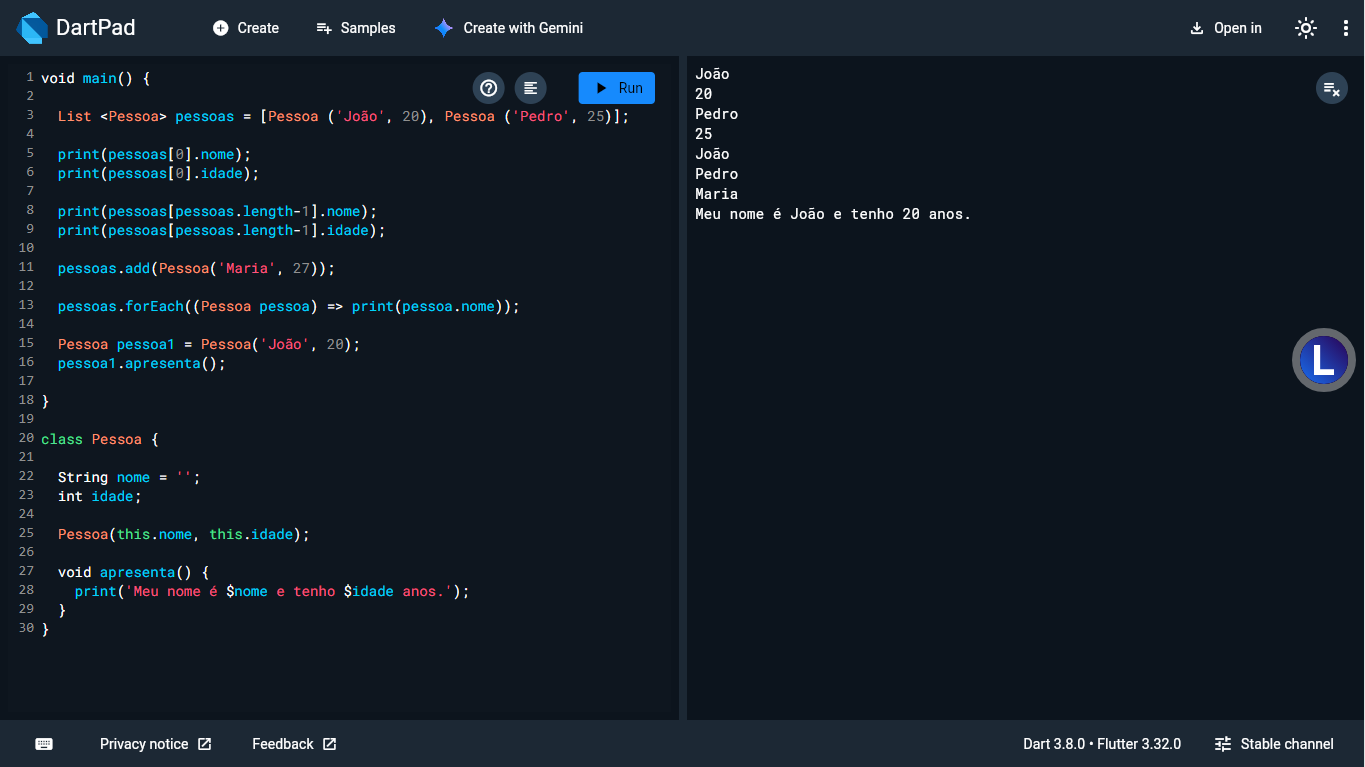 DartPad
Create
Samples
Create with Gemini
Open in
Run
1 void main() {
2
3 List <Pessoa> pessoas = [Pessoa ('João', 20), Pessoa ('Pedro', 25)];
4
5 print(pessoas[0].nome);
6 print(pessoas[0].idade);
7
8 print(pessoas[pessoas.length-1].nome);
9 print(pessoas[pessoas.length-1].idade);
10
11 pessoas.add(Pessoa('Maria', 27));
12
13 pessoas.forEach((Pessoa pessoa) => print(pessoa.nome));
14
15 Pessoa pessoa1 = Pessoa('João', 20);
16 pessoa1.apresenta();
17
18 }
19
20 class Pessoa {
21
22 String nome = '';
23 int idade;
24
25 Pessoa(this.nome, this.idade);
26
27 void apresenta() {
28 print('Meu nome é $nome e tenho $idade anos.');
29 }
30 }
João
20
Pedro
25
João
Pedro
Maria
Meu nome é João e tenho 20 anos.
L
Privacy notice
Feedback
Dart 3.8.0 • Flutter 3.32.0
Stable channel